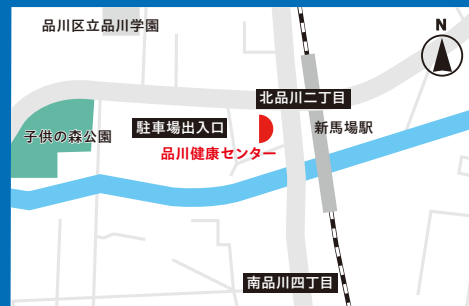 品川区立品川学園
N
北品川二丁目
駐車場出入口
新馬場駅
子供の森公園
品川健康センター
南品川四丁目